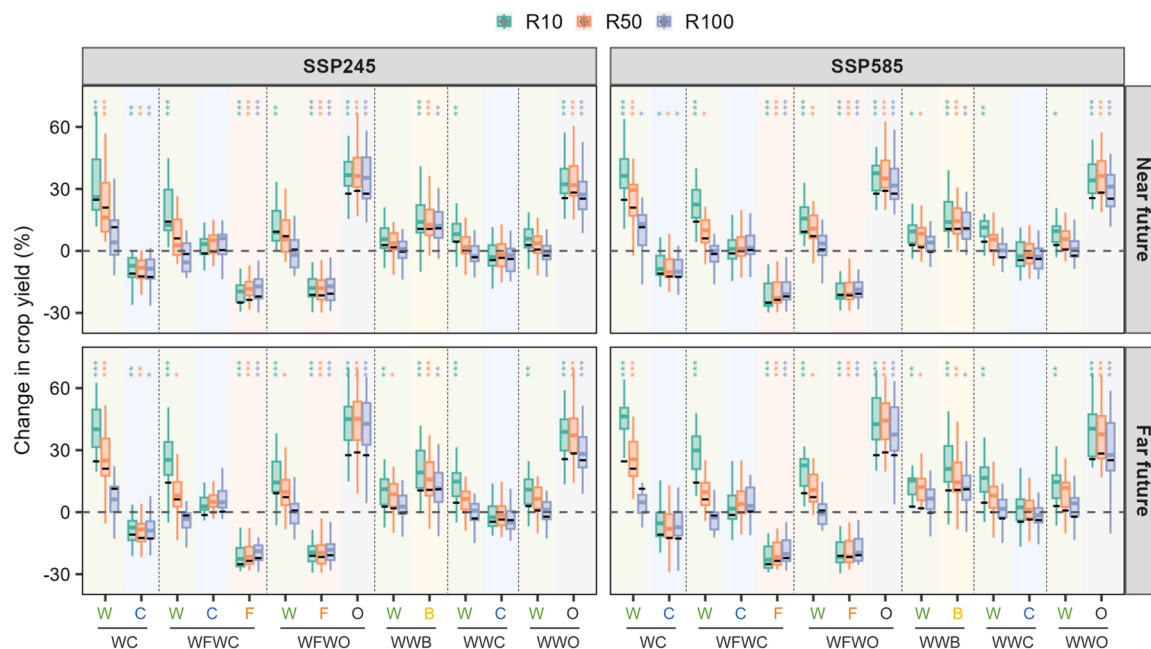 R10 R50 R100
SSP245 SSP585
Change in crop yield (%)
60
30
0
-30
Near future
60
30
0
-30
Far future
W C W C F W F O W B W C W O W C W C F W F O W B W C W O
WC WFWC WFWO WWB WWC WWO WC WFWC WFWO WWB WWC WWO